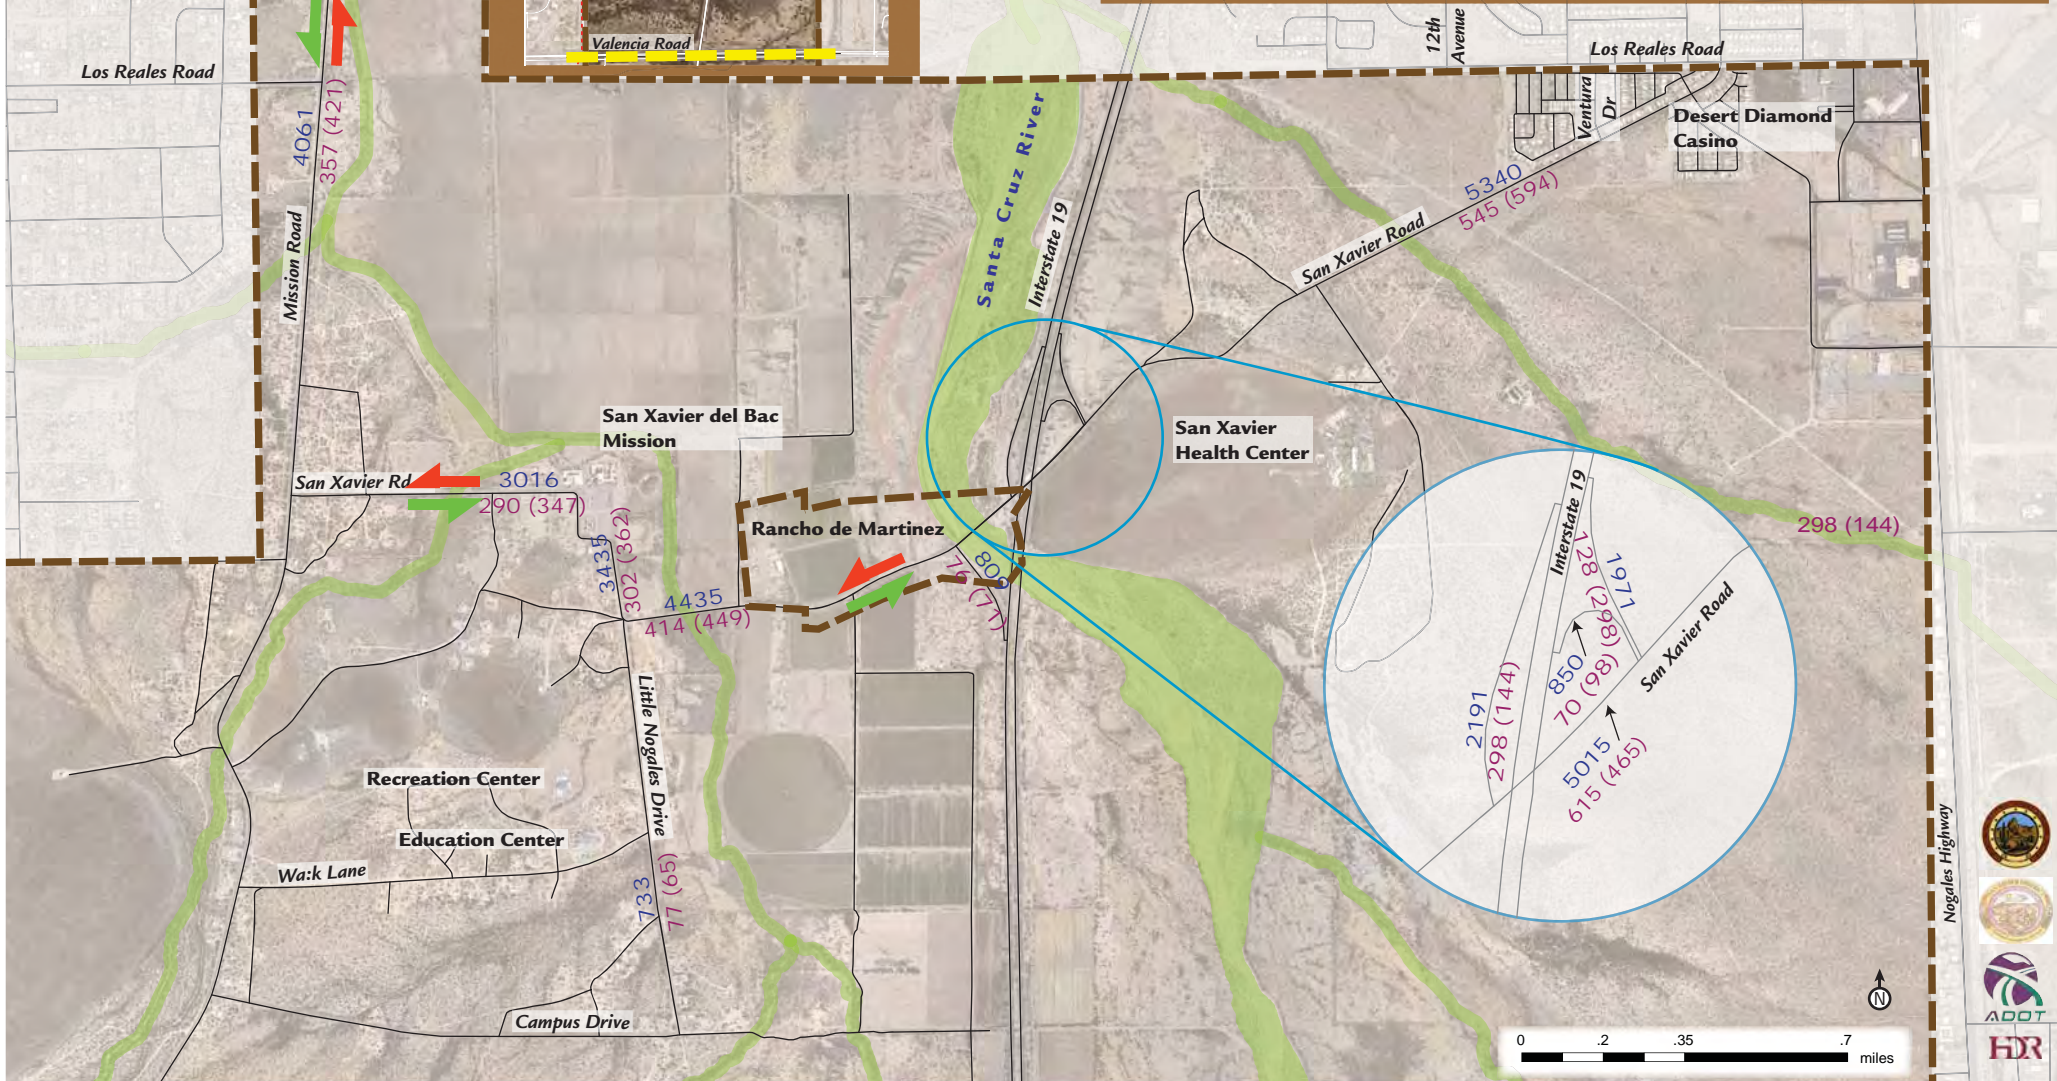 Valencia Road
12th
Avenue
Los Reales Road
Los Reales Road
4061
357 (421)
Mission Road
Santa Cruz River
Interstate 19
Ventura
Dr
Desert Diamond
Casino
5340
545 (594)
San Xavier Road
San Xavier del Bac
Mission
San Xavier
Health Center
San Xavier Rd
3016
290 (347)
3435
302 (362)
4435
414 (449)
Rancho de Martinez
809
76 (71)
298 (144)
Interstate 19
128 (268)
1971
850
70 (98)
San Xavier Road
2191
298 (144)
5015
615 (465)
Little Nogales Drive
Recreation Center
Education Center
Wa:k Lane
733
77 (65)
Campus Drive
Nogales Highway
N
0 .2 .35 .7
miles
ADOT
HDR